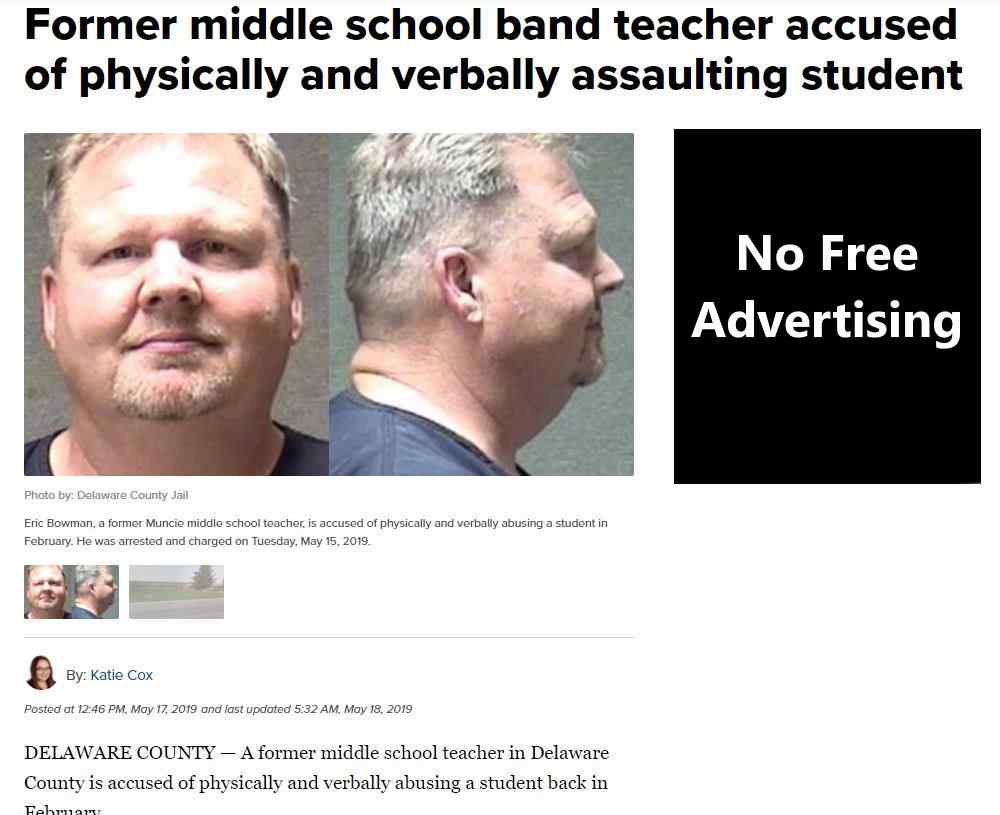 Former middle school band teacher accused
of physically and verbally assaulting student
No Free
Advertising
Photo by: Delaware County Jail
Eric Bowman, a former Muncie middle school teacher, is accused of physically and verbally abusing a student in
February. He was arrested and charged on Tuesday, May 15, 2019.
By: Katie Cox
Posted at 12:46 PM, May 17, 2019 and last updated 5:32 AM, May 18, 2019
DELAWARE COUNTY — A former middle school teacher in Delaware
County is accused of physically and verbally abusing a student back in
February.